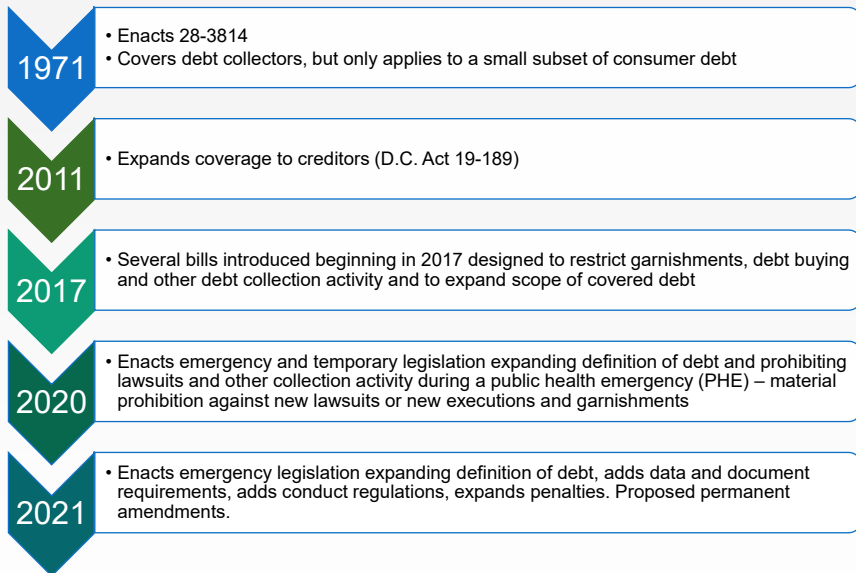 1971
• Enacts 28-3814
• Covers debt collectors, but only applies to a small subset of consumer debt
2011
• Expands coverage to creditors (D.C. Act 19-189)
2017
• Several bills introduced beginning in 2017 designed to restrict garnishments, debt buying
and other debt collection activity and to expand scope of covered debt
2020
• Enacts emergency and temporary legislation expanding definition of debt and prohibiting
lawsuits and other collection activity during a public health emergency (PHE) – material
prohibition against new lawsuits or new executions and garnishments
2021
• Enacts emergency legislation expanding definition of debt, adds data and document
requirements, adds conduct regulations, expands penalties. Proposed permanent
amendments.